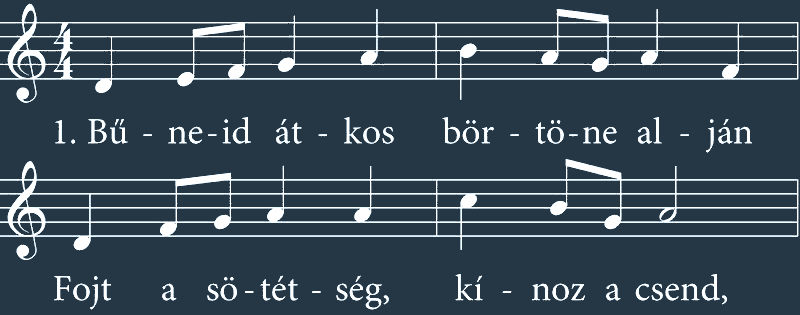 4
4
1. Bű - ne - id át - kos bör - tö - ne al - ján
Fojt a sö - tét - ség, kí - noz a csend,